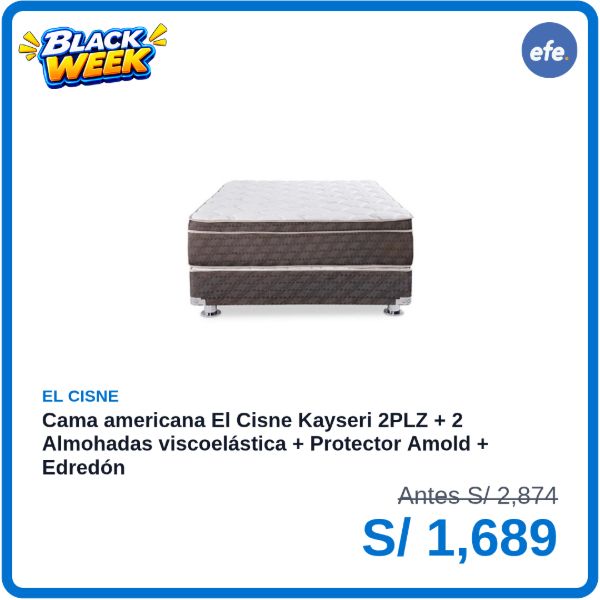 BLACK
WEEK
efe.
EL CISNE
Cama americana El Cisne Kayseri 2PLZ + 2
Almohadas viscoelástica + Protector Amold +
Edredón
Antes S/ 2,874
S/ 1,689